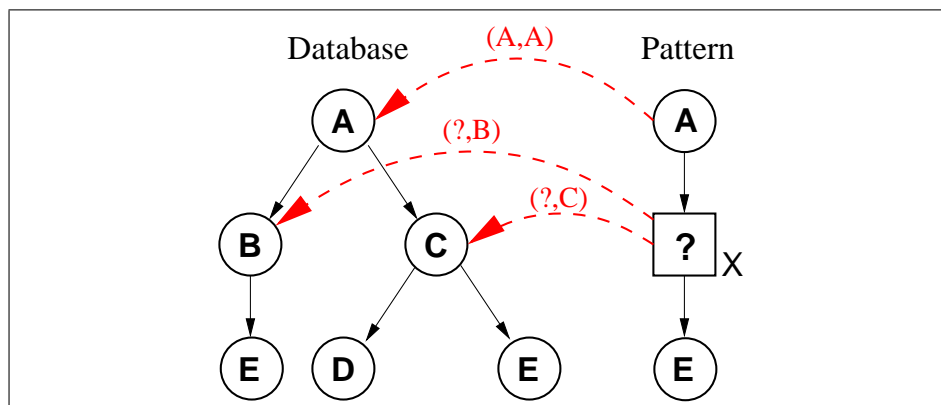 Database (A,A) Pattern
A A
(?,B)
(?,C)
B C ? X
E D E E